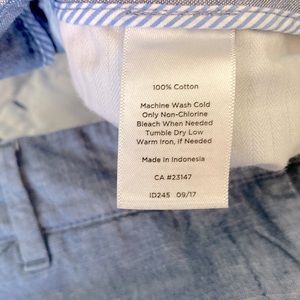 100% Cotton
Machine Wash Cold
Only Non-Chlorine
Bleach When Needed
Tumble Dry Low
Warm Iron, if Needed
Made in Indonesia
CA #23147
ID245 09/17